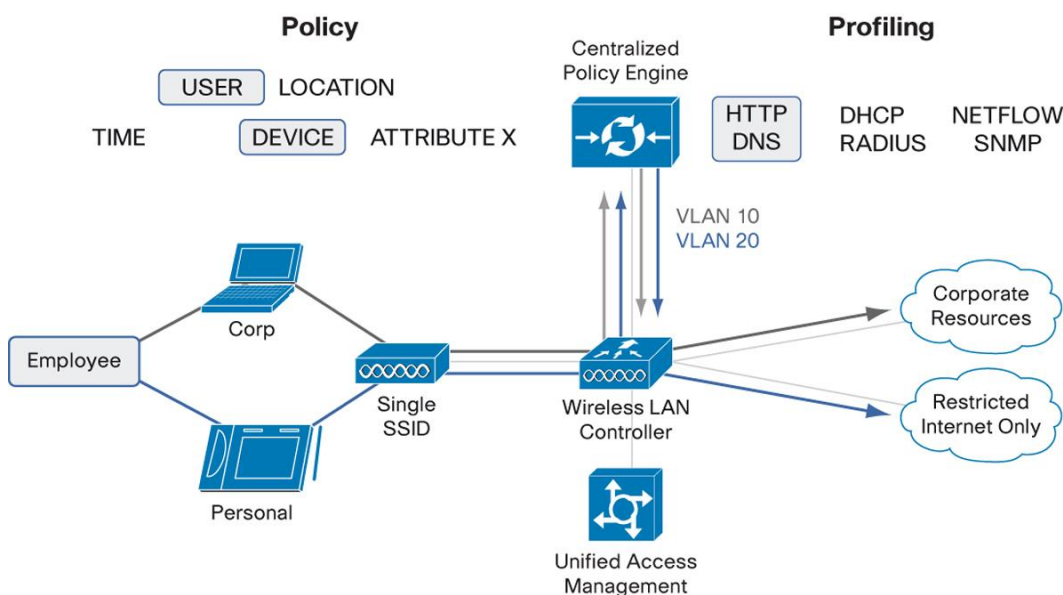 Policy
Profiling
Centralized
Policy Engine
USER LOCATION
TIME DEVICE ATTRIBUTE X
HTTP DHCP NETFLOW
DNS RADIUS SNMP
VLAN 10
VLAN 20
Corp
Employee
Personal
Single
SSID
Wireless LAN
Controller
Corporate
Resources
Restricted
Internet Only
Unified Access
Management